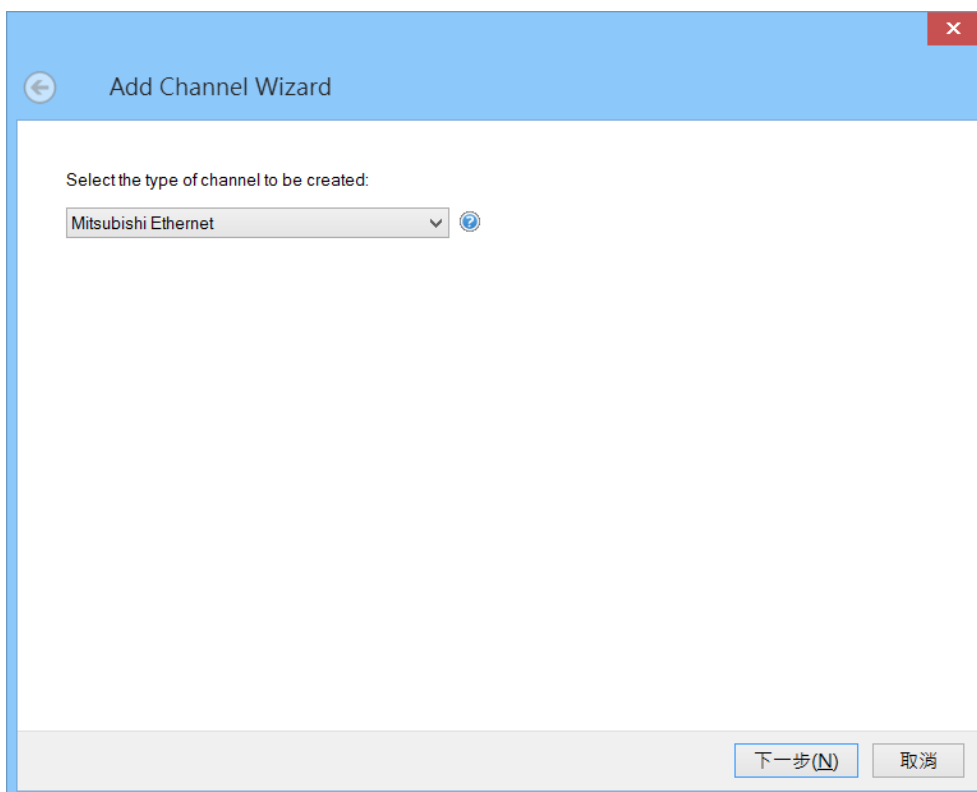 Add Channel Wizard
Select the type of channel to be created:
Mitsubishi Ethernet
下一步(N) 取消